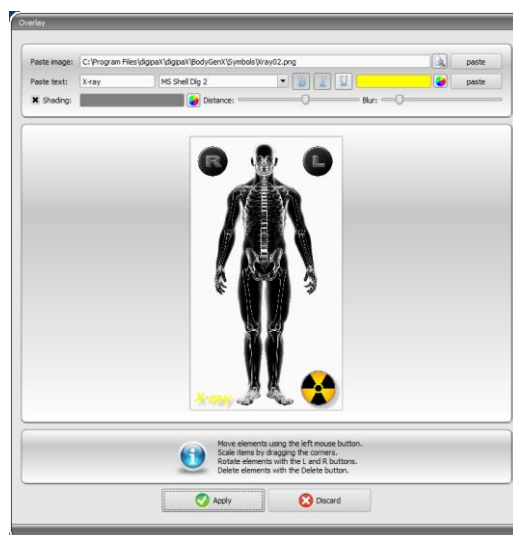 Overlay
Paste image: C:\Program Files\digipaX\digipaX\BodyGenX\Symbols\Xray02.png paste
Paste text: X-ray MS Shell Dlg 2 B I U paste
Shading: Distance: Blur:
R L
X-ray
Move elements using the left mouse button.
Scale items by dragging the corners.
Rotate elements with the L and R buttons.
Delete elements with the Delete button.
Apply Discard